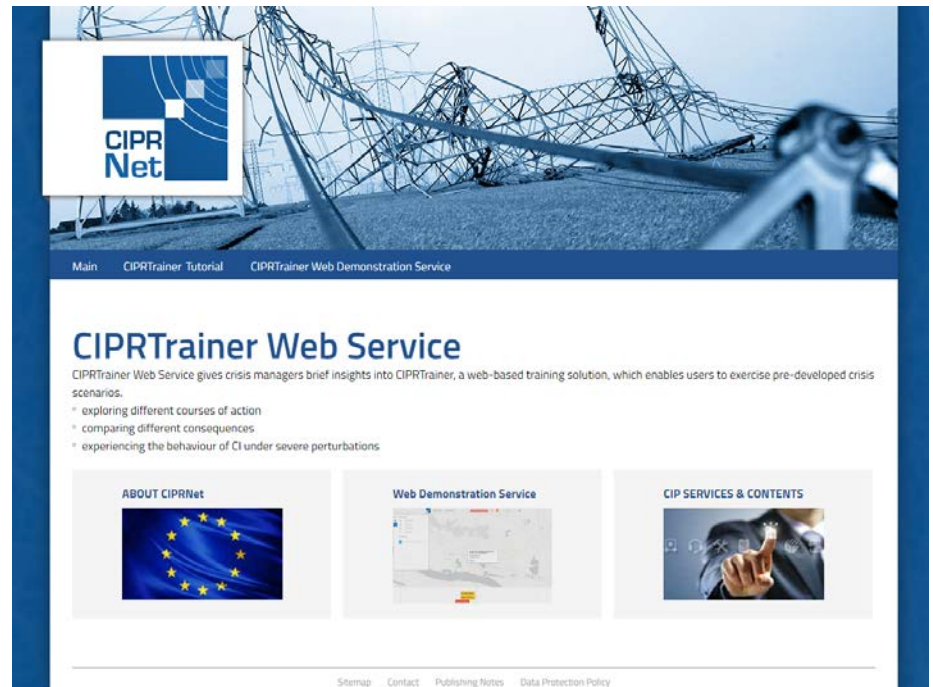 CIPR
Net
Main CIPRTrainer Tutorial CIPRTrainer Web Demonstration Service
CIPRTrainer Web Service
CIPRTrainer Web Service gives crisis managers brief insights into CIPRTrainer, a web-based training solution, which enables users to exercise pre-developed crisis
scenarios.
exploring different courses of action
comparing different consequences
experiencing the behaviour of CI under severe perturbations
ABOUT CIPRNet Web Demonstration Service CIP SERVICES & CONTENTS
Sitemap Contact Publishing Notes Data Protection Policy